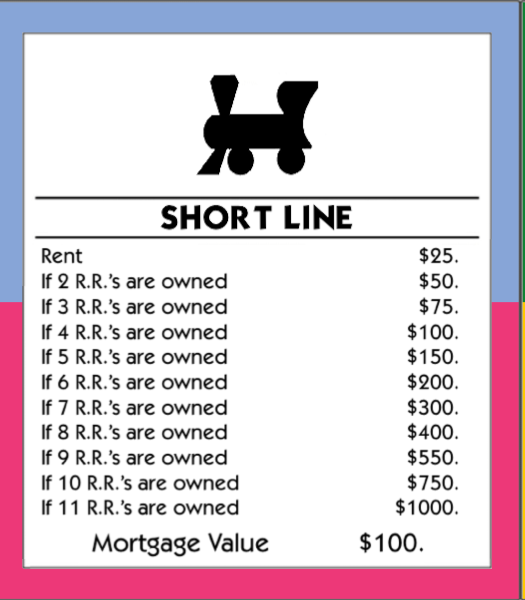 SHORT LINE
Rent $25.
If 2 R.R.'s are owned $50.
If 3 R.R.'s are owned $75.
If 4 R.R.'s are owned $100.
If 5 R.R.'s are owned $150.
If 6 R.R.'s are owned $200.
If 7 R.R.'s are owned $300.
If 8 R.R.'s are owned $400.
If 9 R.R.'s are owned $550.
If 10 R.R.'s are owned $750.
If 11 R.R.'s are owned $1000.
Mortgage Value $100.